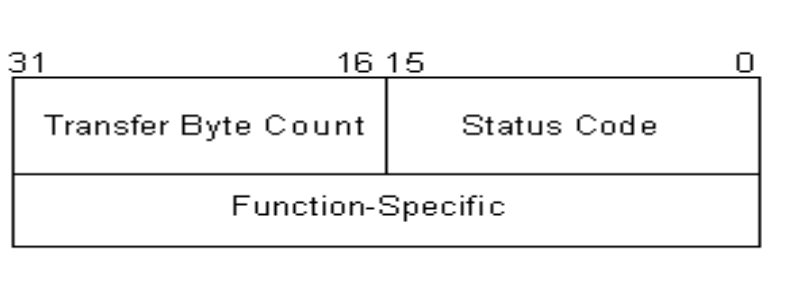 31 16 15 0
Transfer Byte Count Status Code
Function-Specific